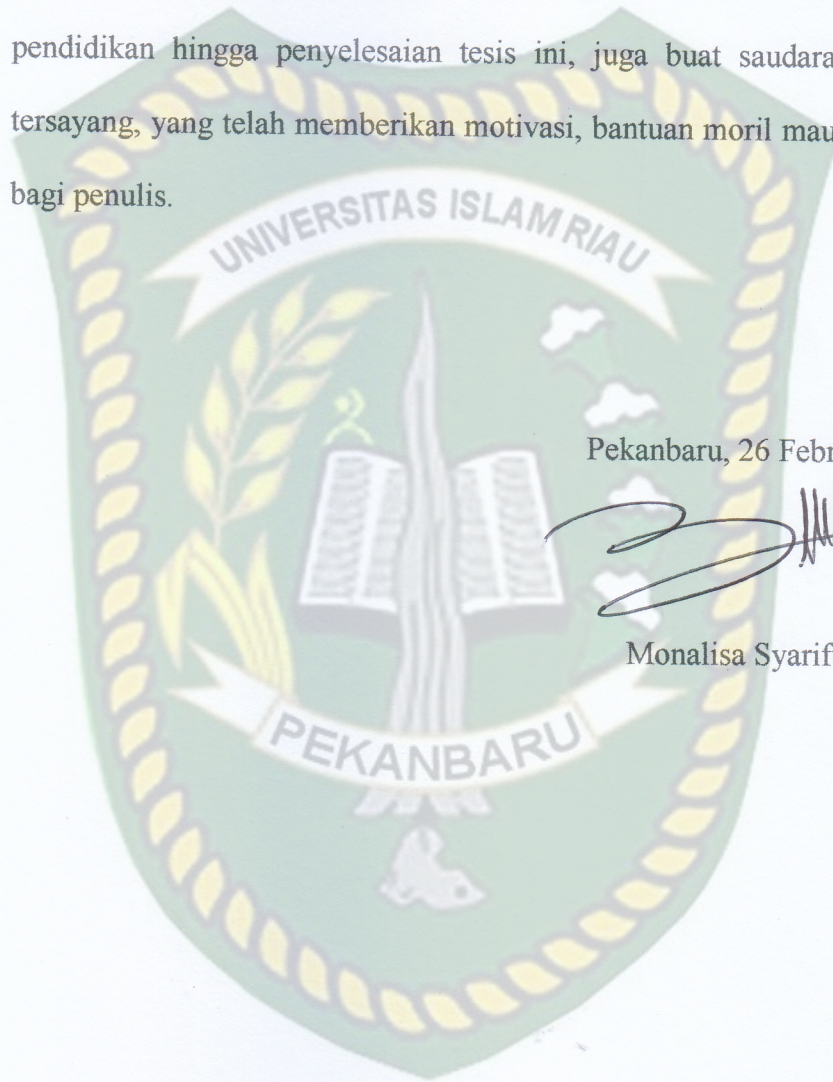 pendidikan hingga penyelesaian tesis ini, juga buat saudara
tersayang, yang telah memberikan motivasi, bantuan moril mau
bagi penulis.
UNIVERSITAS ISLAM RIAU
Pekanbaru, 26 Febr
Monalisa Syarif
PEKANBARU